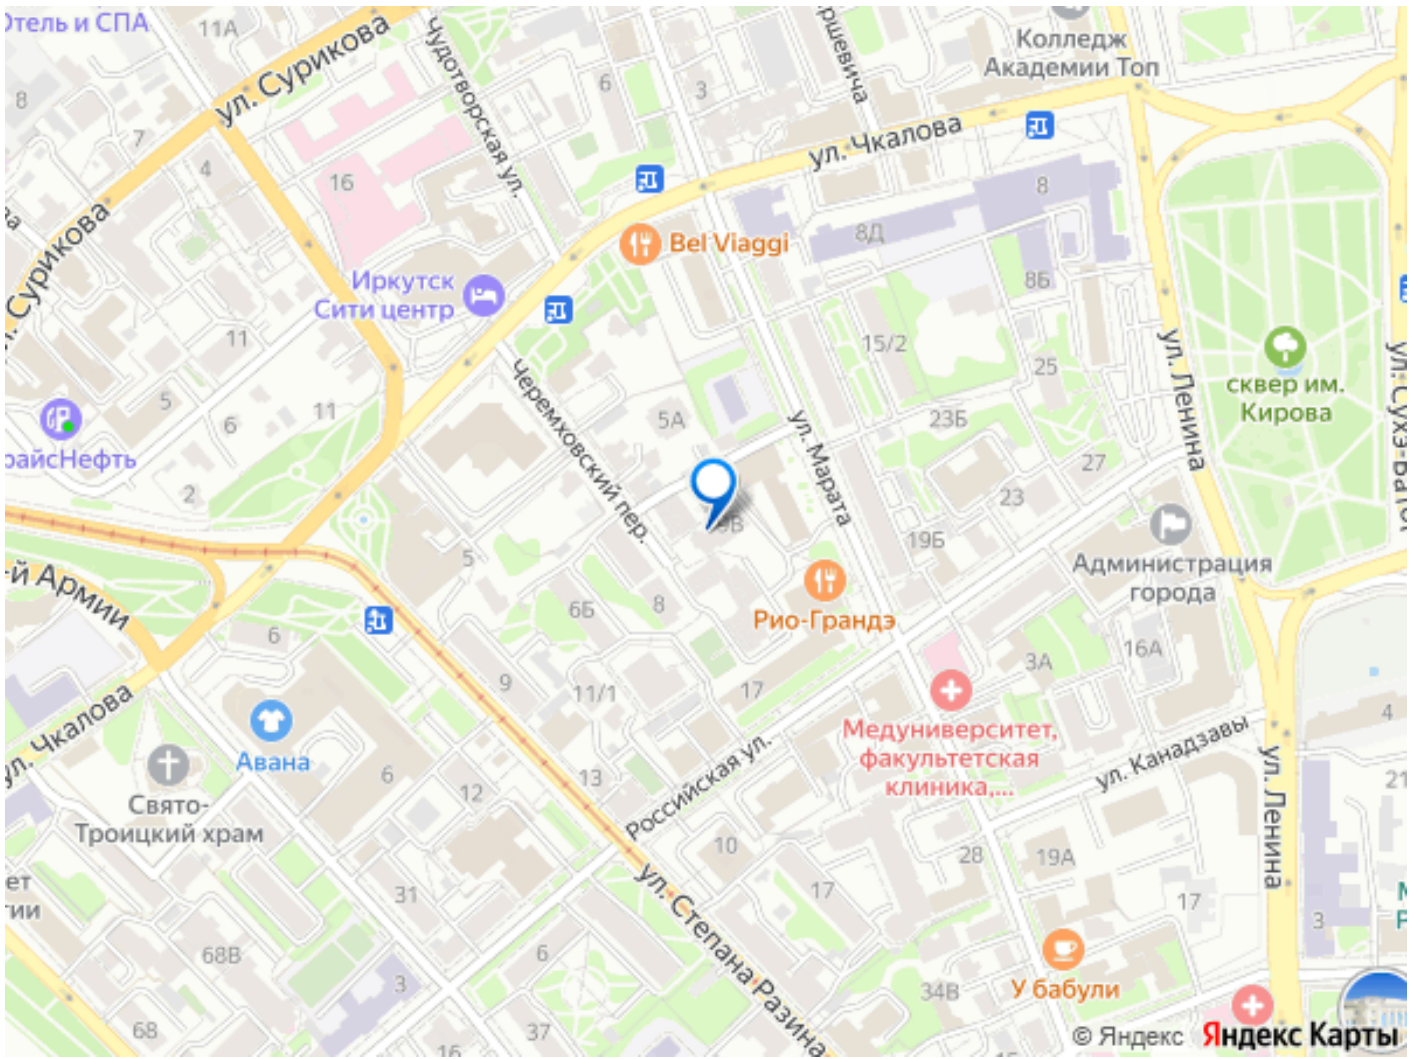 Отель и СПА
11А
ул. Сурикова
Чудотворская ул.
6
3
Колледж
Академии Топ
8
7
4
16
ул. Чкалова
8
8Д
8Б
Bel Viaggi
Иркутск
Сити центр
ул. Сурикова
11
15/2
25
ул. Ленина
сквер им.
Кирова
5
6
11
5А
23Б
Черемховский пер.
ул. Марата
27
23
2
5
19Б
Администрация
города
6Б
8
Рио-Грандэ
6
9
11/1
17
3А
16А
4
Медуниверситет,
факультетская
клиника,...
ул. Канадзавы
ул. Чкалова
Авана
6
12
13
Российская ул.
Свято-
Троицкий храм
10
28
19А
ул. Ленина
21
31
17
17
3
ул. Степана Разина
68В
6
3
У бабули
34В
68
37
16
© Яндекс
Яндекс Карты